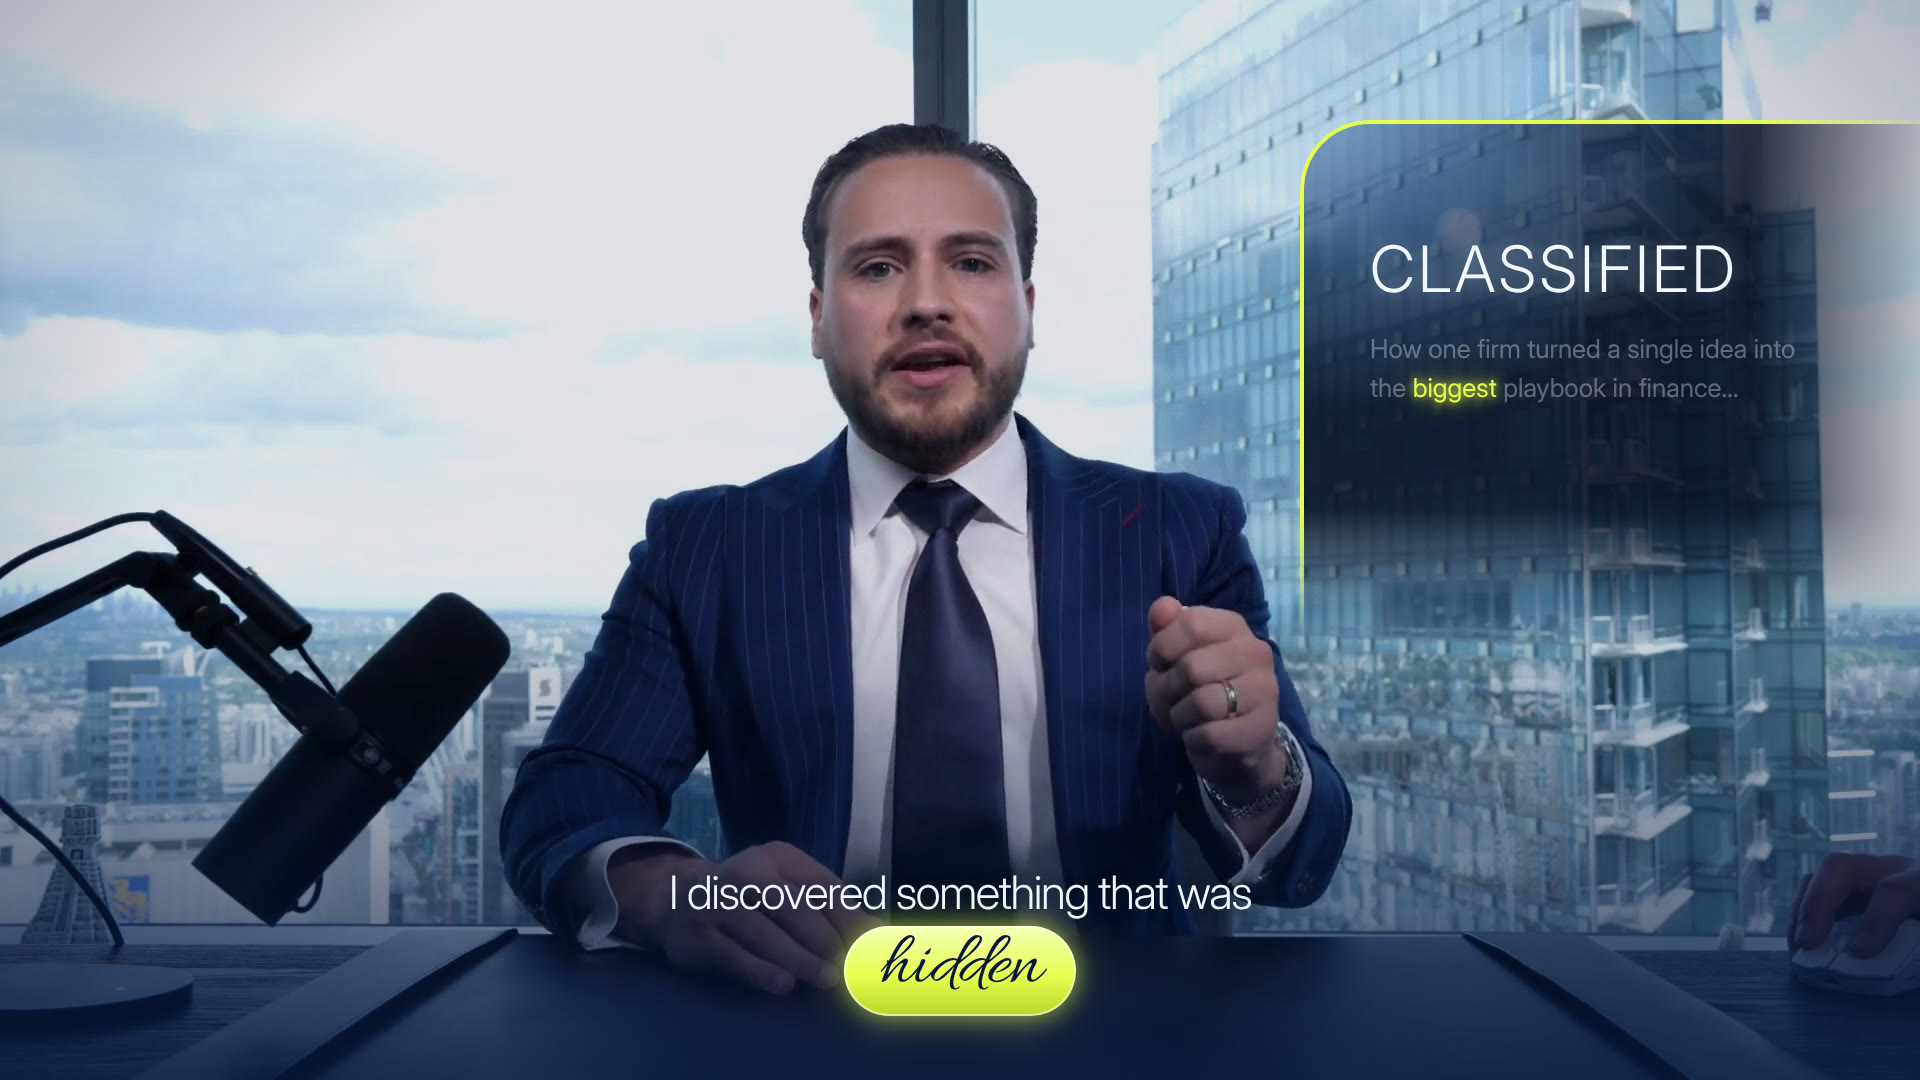 CLASSIFIED
How one firm turned a single idea into
the biggest playbook in finance...
I discovered something that was
hidden